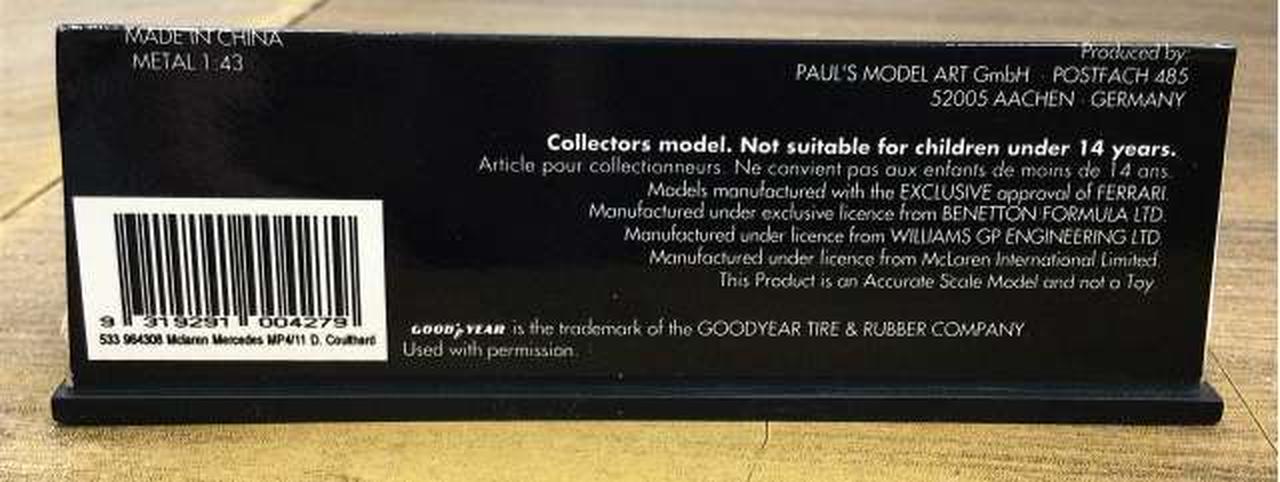 MADE IN CHINA
METAL 1:43
Produced by:
PAUL'S MODEL ART GmbH · POSTFACH 485
52005 AACHEN · GERMANY
Collectors model. Not suitable for children under 14 years.
Article pour collectionneurs. Ne convient pas aux enfants de moins de 14 ans.
Models manufactured with the EXCLUSIVE approval of FERRARI.
Manufactured under exclusive licence from BENETTON FORMULA LTD.
Manufactured under licence from WILLIAMS GP ENGINEERING LTD.
Manufactured under licence from McLaren International Limited.
This Product is an Accurate Scale Model and not a Toy.
9 319291 004279
533 964308 Mclaren Mercedes MP4/11 D. Coulthard
GOODYEAR is the trademark of the GOODYEAR TIRE & RUBBER COMPANY
Used with permission.